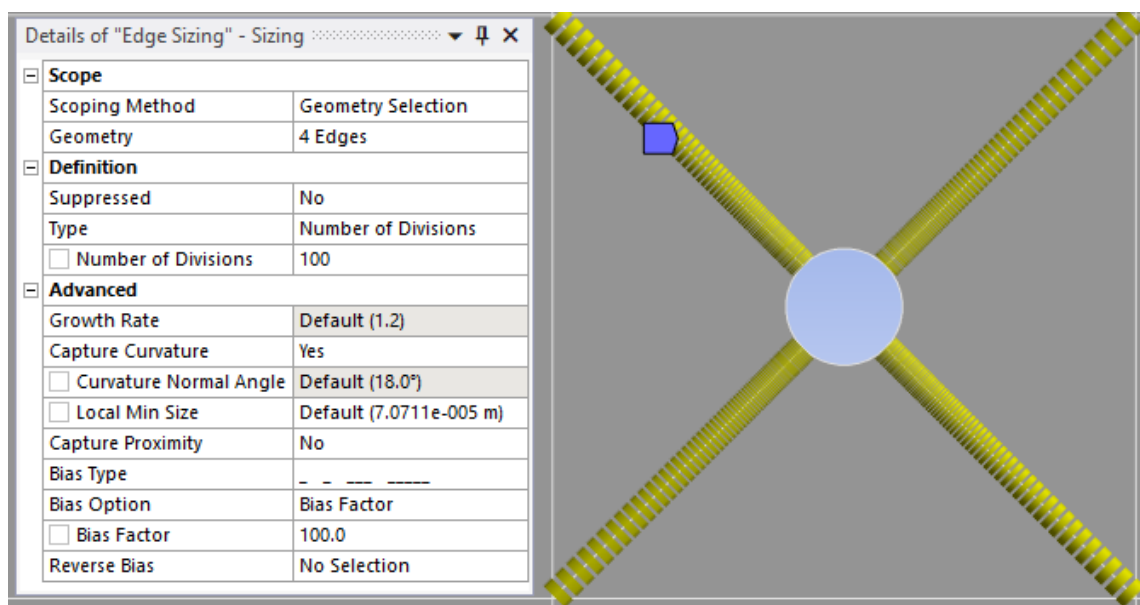 Details of "Edge Sizing" - Sizing
Scope
Scoping Method Geometry Selection
Geometry 4 Edges
Definition
Suppressed No
Type Number of Divisions
Number of Divisions 100
Advanced
Growth Rate Default (1.2)
Capture Curvature Yes
Curvature Normal Angle Default (18.0°)
Local Min Size Default (7.0711e-005 m)
Capture Proximity No
Bias Type _ _ ___ _____
Bias Option Bias Factor
Bias Factor 100.0
Reverse Bias No Selection